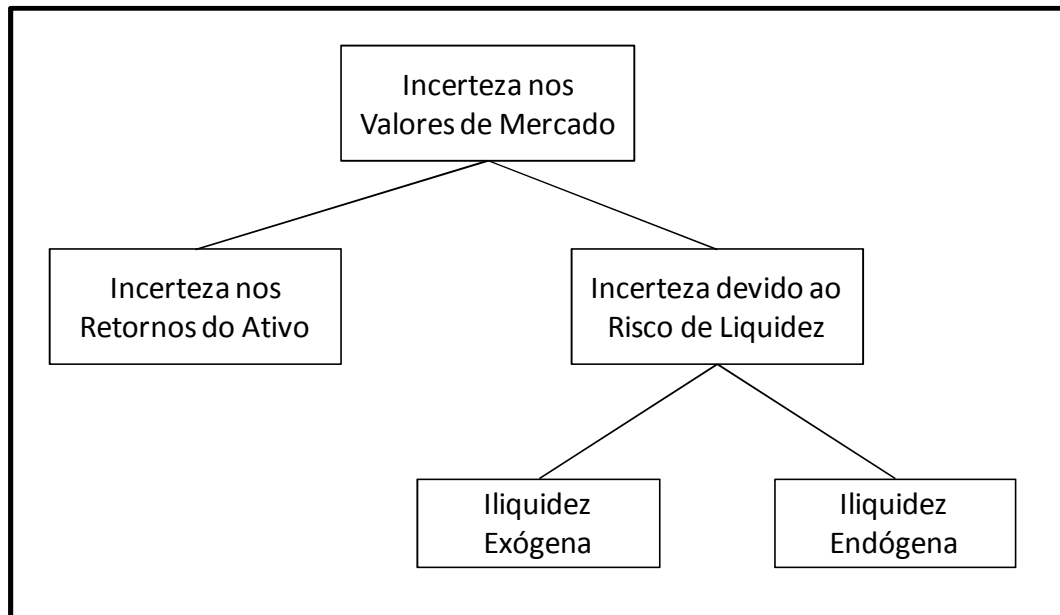 Incerteza nos
Valores de Mercado
Incerteza nos
Retornos do Ativo
Incerteza devido ao
Risco de Liquidez
Iliquidez
Exógena
Iliquidez
Endógena